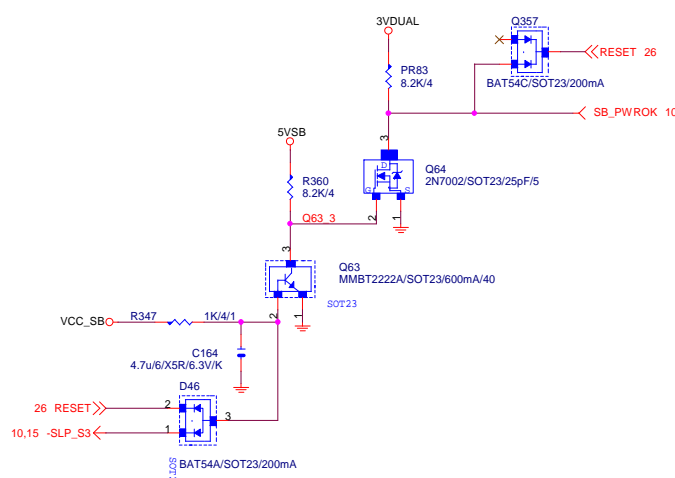 Q357
3VDUAL
RESET 26
PR83
8.2K/4
BAT54C/SOT23/200mA
SB_PWROK 10
5VSB
3
D
Q64
2N7002/SOT23/25pF/5
G
S
R360
8.2K/4
2
1
Q63_3
3
Q63
MMBT2222A/SOT23/600mA/40
SOT23
2
1
VCC_SB
R347
1K/4/1
C164
4.7u/6/X5R/6.3V/K
D46
26 RESET
2
3
10,15 -SLP_S3
1
BAT54A/SOT23/200mA